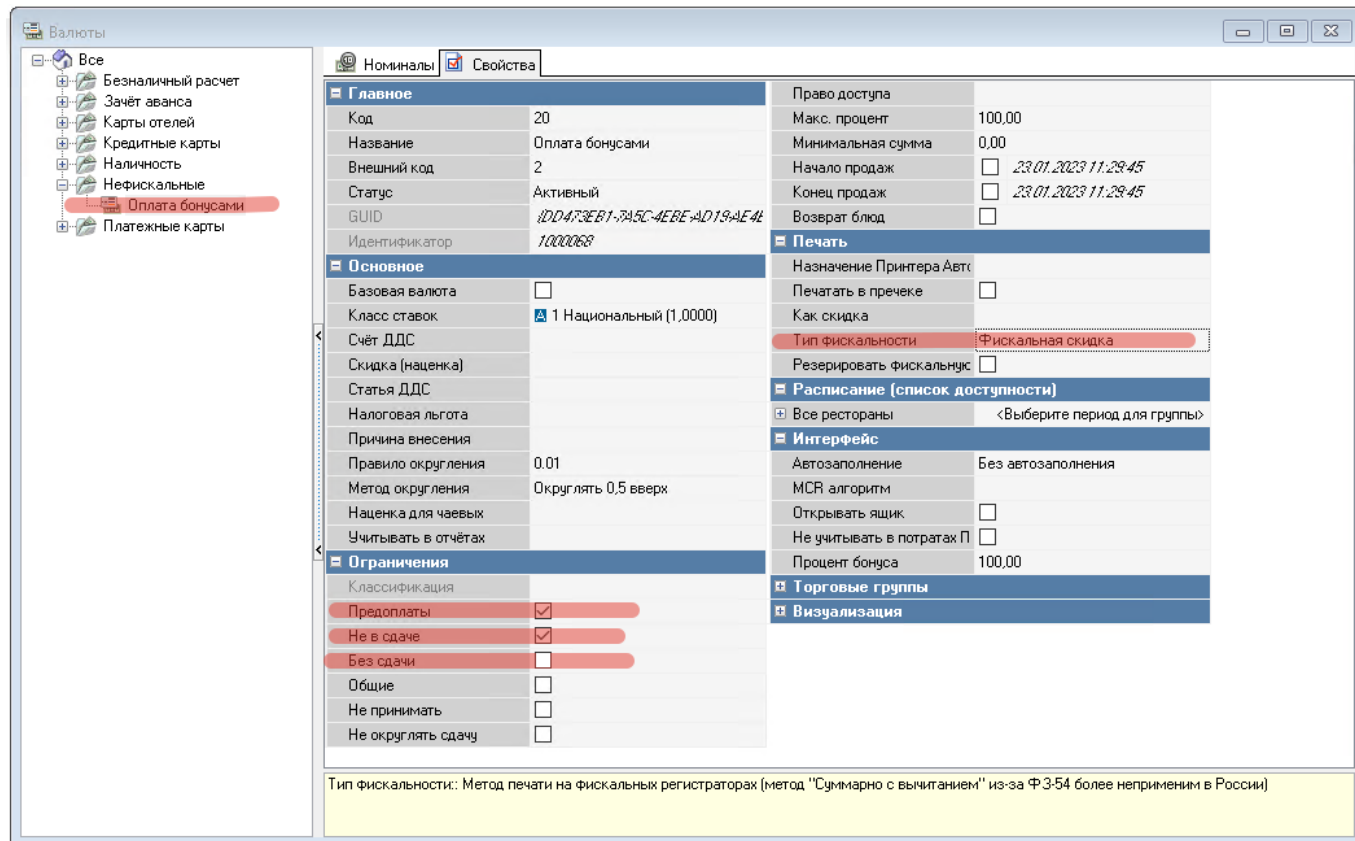 Валюты
Все
Безналичный расчет
Зачёт аванса
Карты отелей
Кредитные карты
Наличность
Нефискальные
Оплата бонусами
Платежные карты
Номиналы Свойства
Главное
Код 20
Название Оплата бонусами
Внешний код 2
Статус Активный
GUID {DD473EB1-7A5C-4EBE-AD19-AE4E
Идентификатор 1000068
Основное
Базовая валюта
Класс ставок A 1 Национальный (1,0000)
Счёт ДДС
Скидка (наценка)
Статья ДДС
Налоговая льгота
Причина внесения
Правило округления 0.01
Метод округления Округлять 0,5 вверх
Наценка для чаевых
Учитывать в отчётах
Ограничения
Классификация
Предоплаты
Не в сдаче
Без сдачи
Общие
Не принимать
Не округлять сдачу
Право доступа
Макс. процент 100,00
Минимальная сумма 0,00
Начало продаж 23.01.2023 11:29:45
Конец продаж 23.01.2023 11:29:45
Возврат блюд
Печать
Назначение Принтера Авто
Печатать в пречеке
Как скидка
Тип фискальности Фискальная скидка
Резерировать фискальную
Расписание (список доступности)
Все рестораны <Выберите период для группы>
Интерфейс
Автозаполнение Без автозаполнения
MCR алгоритм
Открывать ящик
Не учитывать в потратах П
Процент бонуса 100,00
Торговые группы
Визуализация
Тип фискальности:: Метод печати на фискальных регистраторах (метод "Суммарно с вычитанием" из-за ФЗ-54 более неприменим в России)